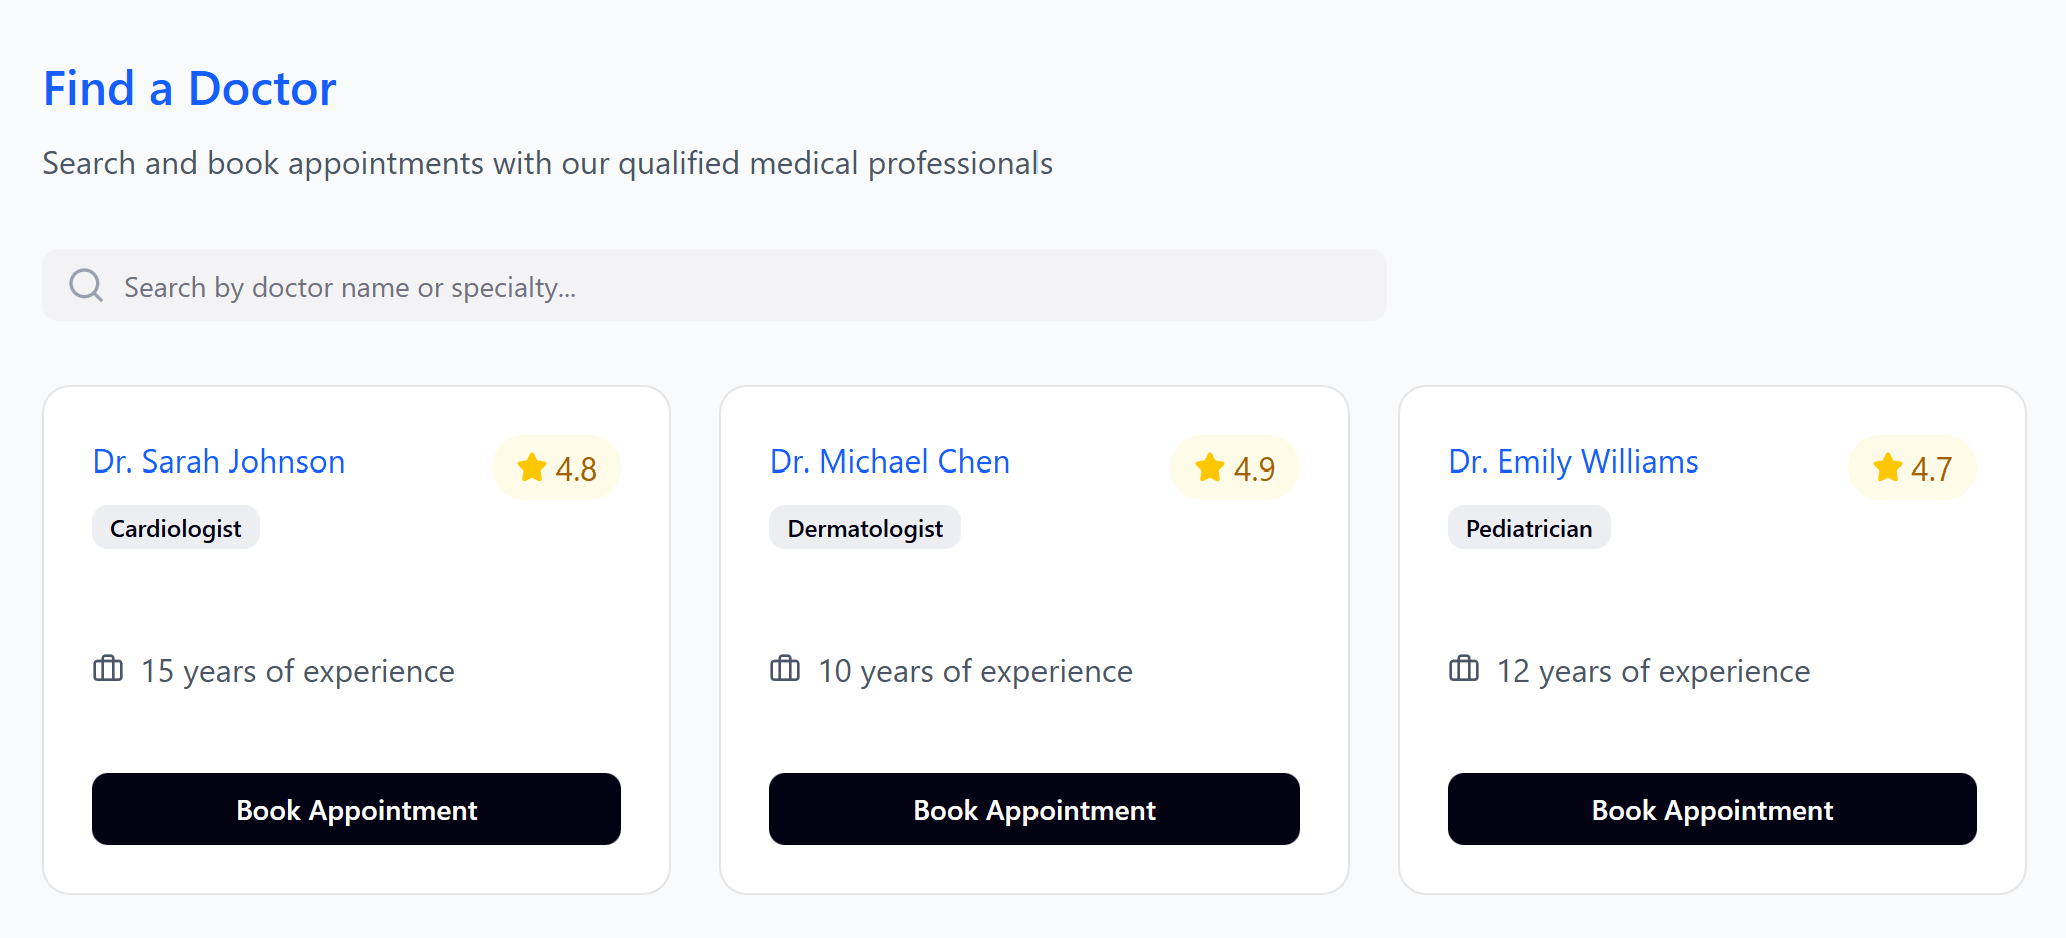 Find a Doctor
Search and book appointments with our qualified medical professionals
Search by doctor name or specialty...
Dr. Sarah Johnson
4.8
Cardiologist
15 years of experience
Book Appointment
Dr. Michael Chen
4.9
Dermatologist
10 years of experience
Book Appointment
Dr. Emily Williams
4.7
Pediatrician
12 years of experience
Book Appointment